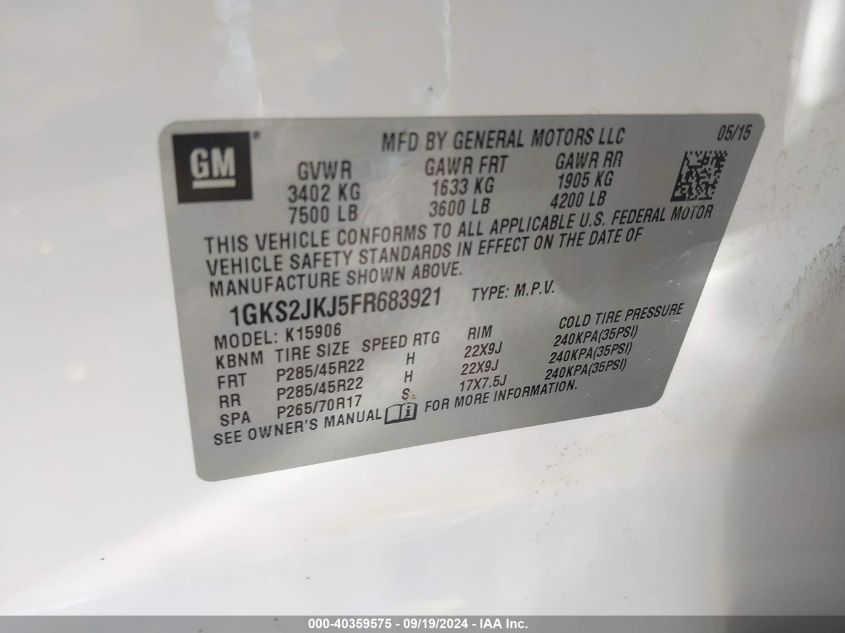 GM®
MFD BY GENERAL MOTORS LLC 05/15
GVWR GAWR FRT GAWR RR
3402 KG 1633 KG 1905 KG
7500 LB 3600 LB 4200 LB
THIS VEHICLE CONFORMS TO ALL APPLICABLE U.S. FEDERAL MOTOR
VEHICLE SAFETY STANDARDS IN EFFECT ON THE DATE OF
MANUFACTURE SHOWN ABOVE.
1GKS2JKJ5FR683921 TYPE: M.P.V.
MODEL: K15906
KBNM TIRE SIZE SPEED RTG RIM COLD TIRE PRESSURE
FRT P285/45R22 H 22X9J 240KPA(35PSI)
RR P285/45R22 H 22X9J 240KPA(35PSI)
SPA P265/70R17 S 17X7.5J 240KPA(35PSI)
SEE OWNER'S MANUAL FOR MORE INFORMATION.
000-40359575 - 09/19/2024 - IAA Inc.